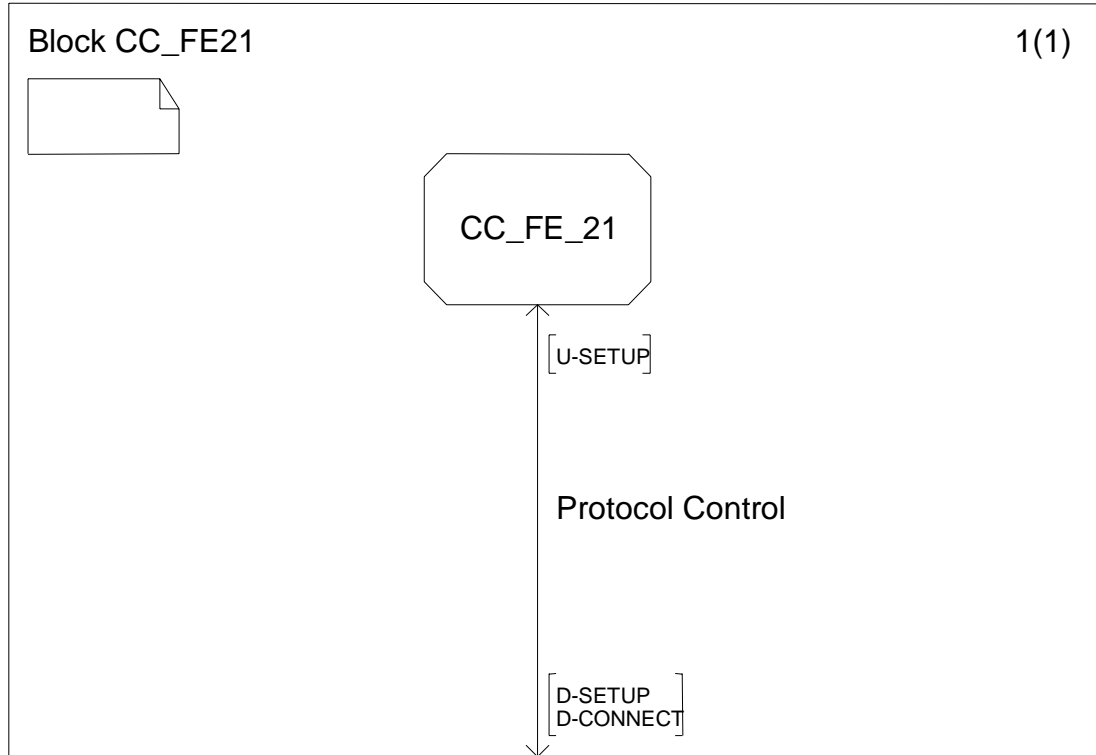 Block CC_FE21
1(1)
CC_FE_21
U-SETUP
Protocol Control
D-SETUP
D-CONNECT